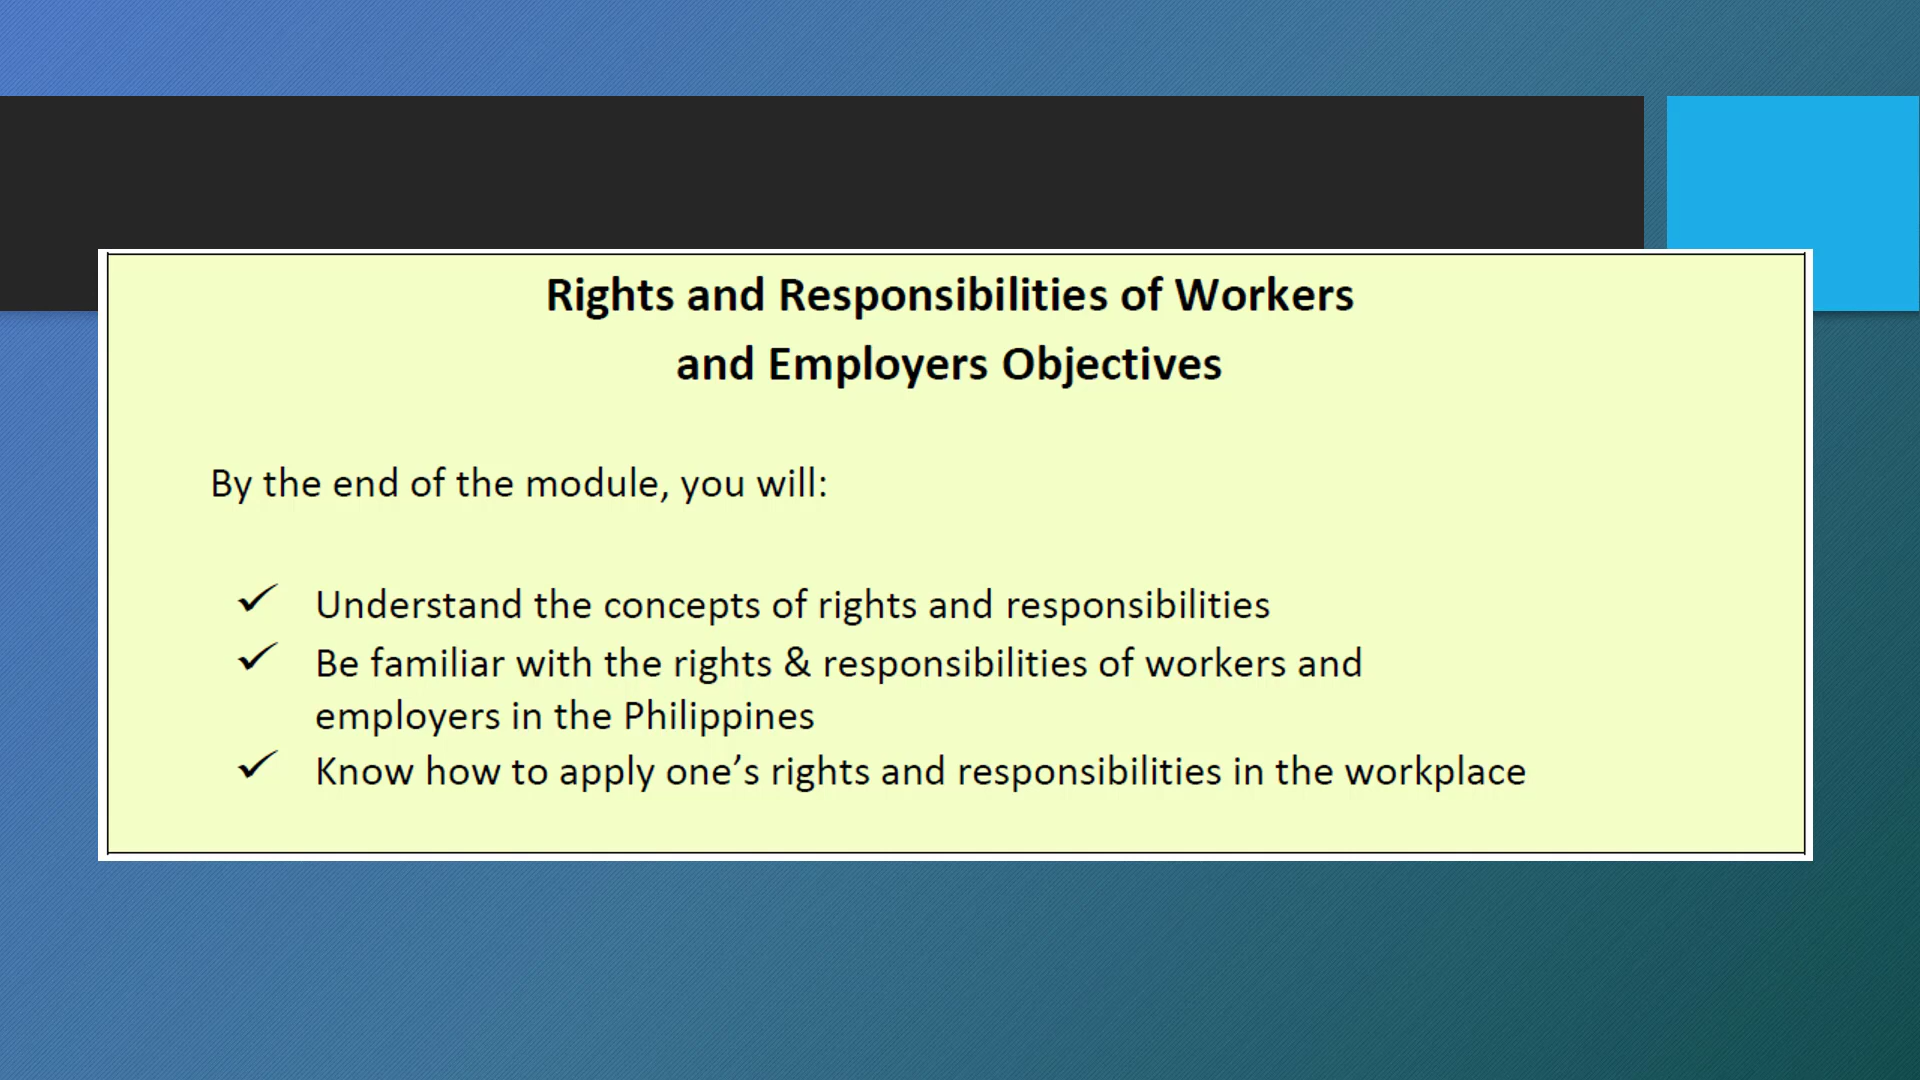 Rights and Responsibilities of Workers
and Employers Objectives
By the end of the module, you will:
✓ Understand the concepts of rights and responsibilities
✓ Be familiar with the rights & responsibilities of workers and
employers in the Philippines
✓ Know how to apply one’s rights and responsibilities in the workplace